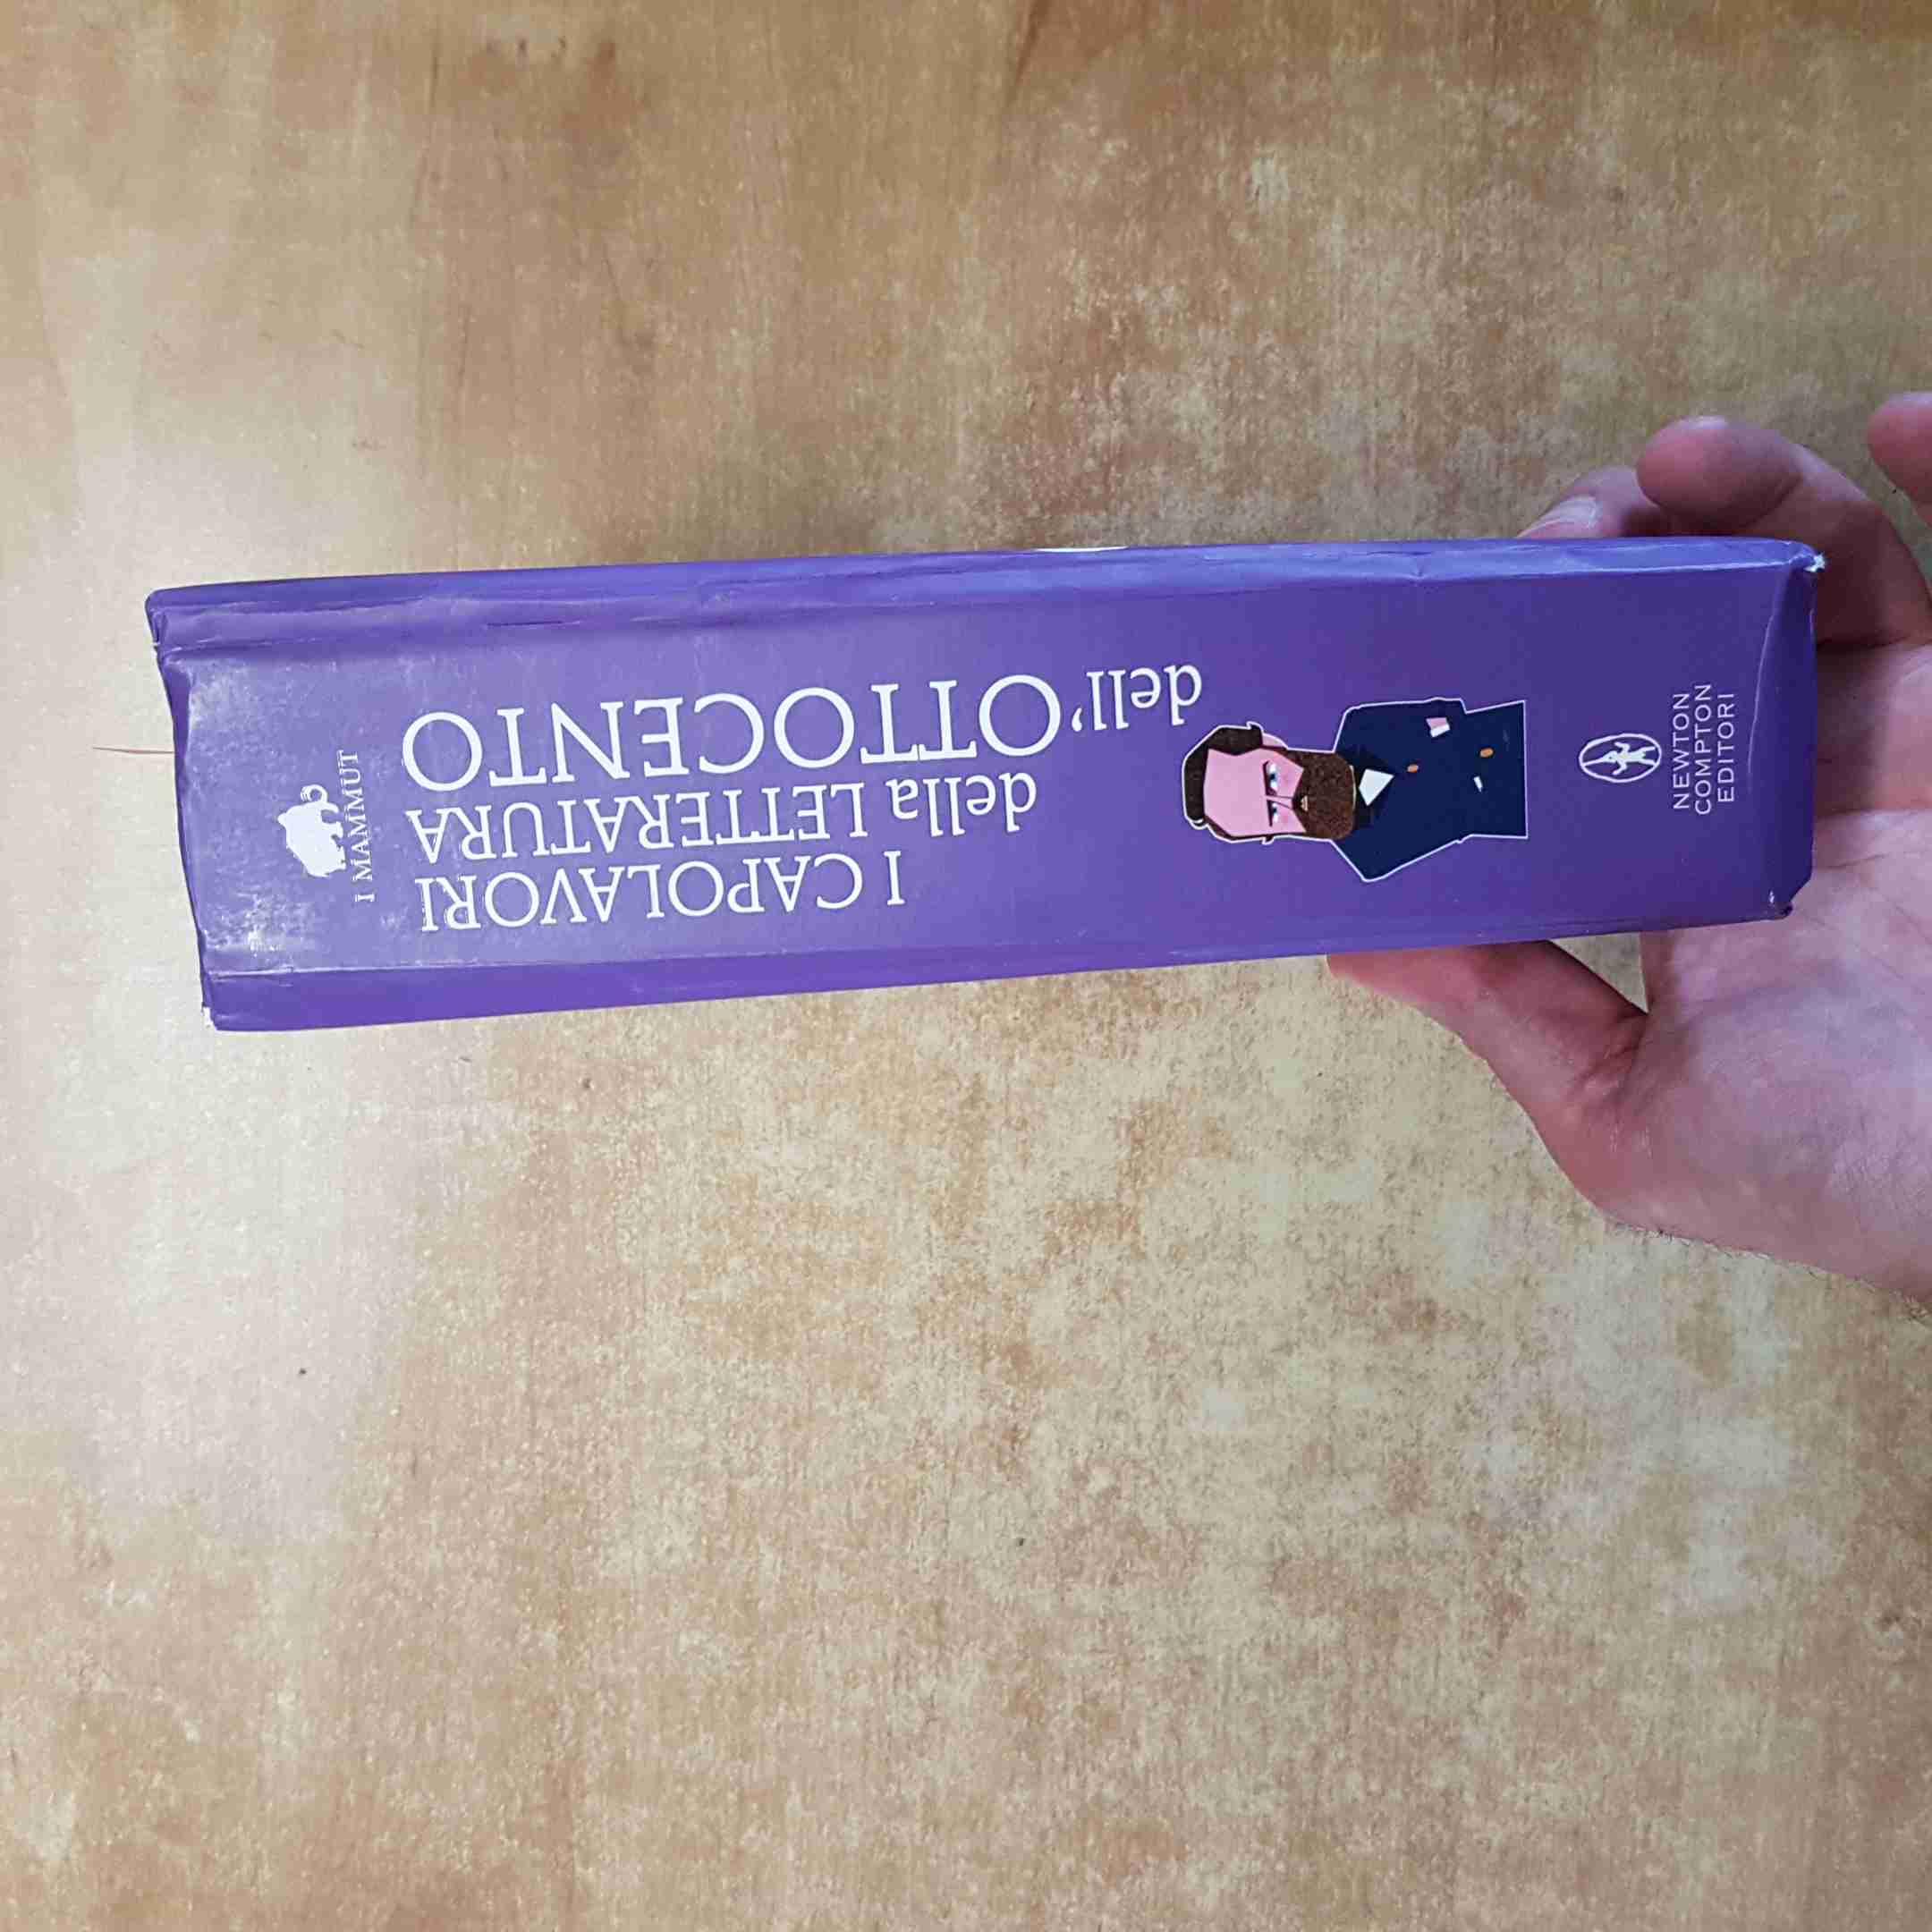 I MAMMUT
I CAPOLAVORI
della LETTERATURA
dell'OTTOCENTO
NEWTON
COMPTON
EDITORI